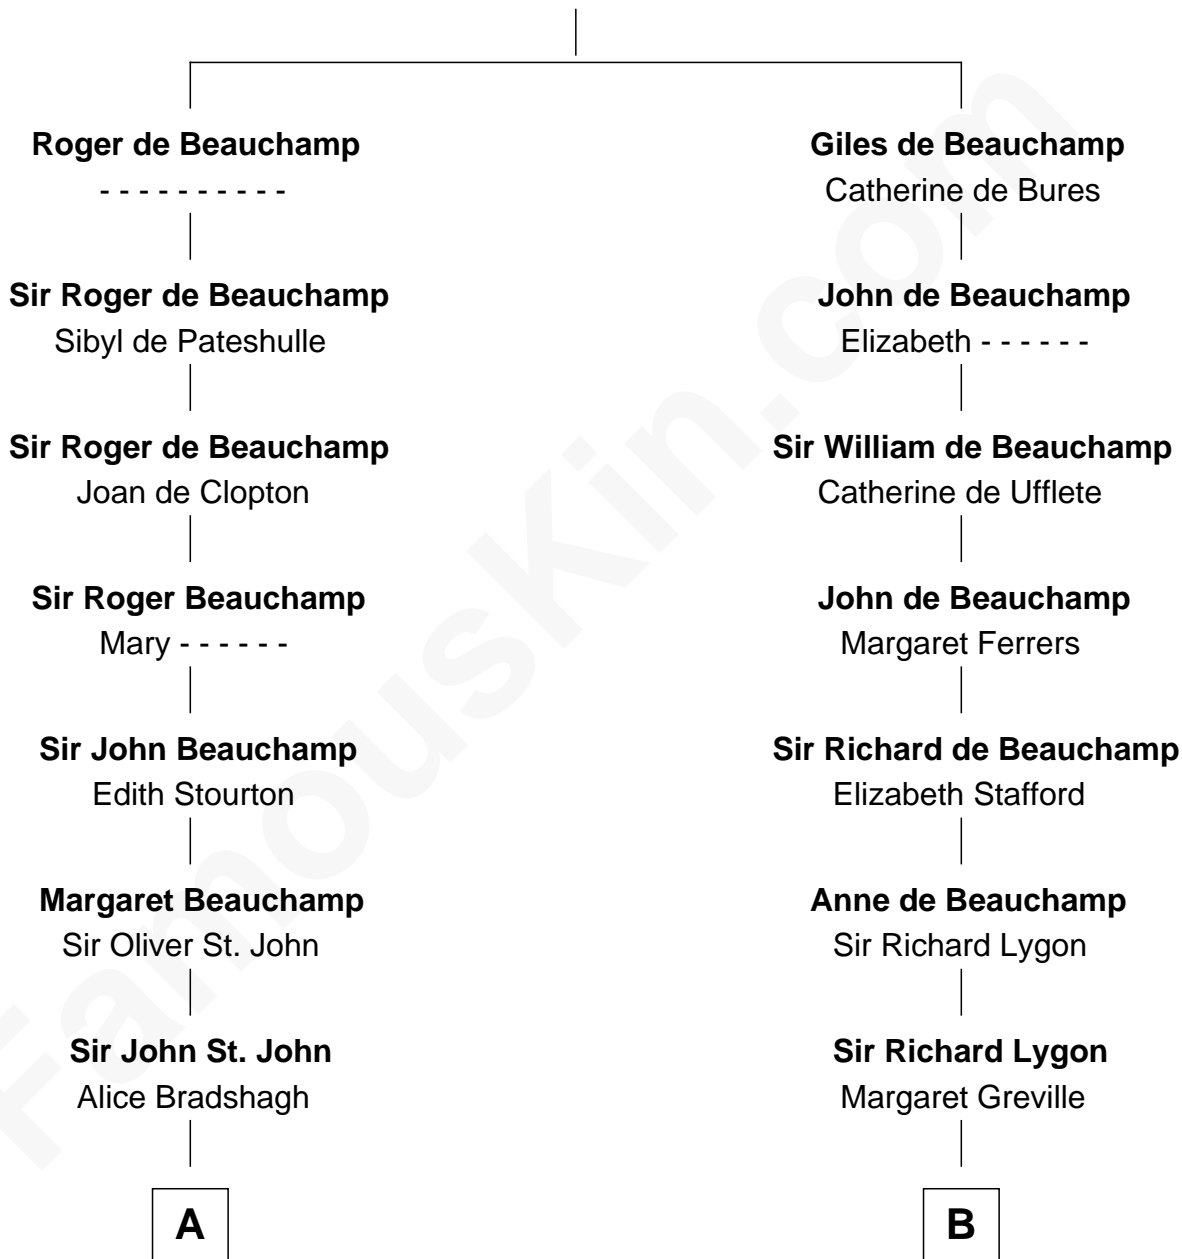 Roger de Beauchamp
- - - - - - - - - -
Sir Roger de Beauchamp
Sibyl de Pateshulle
Sir Roger de Beauchamp
Joan de Clopton
Sir Roger Beauchamp
Mary - - - - - -
Sir John Beauchamp
Edith Stourton
Margaret Beauchamp
Sir Oliver St. John
Sir John St. John
Alice Bradshagh
A
Giles de Beauchamp
Catherine de Bures
John de Beauchamp
Elizabeth - - - - - -
Sir William de Beauchamp
Catherine de Ufflete
John de Beauchamp
Margaret Ferrers
Sir Richard de Beauchamp
Elizabeth Stafford
Anne de Beauchamp
Sir Richard Lygon
Sir Richard Lygon
Margaret Greville
B
FamousKin.com